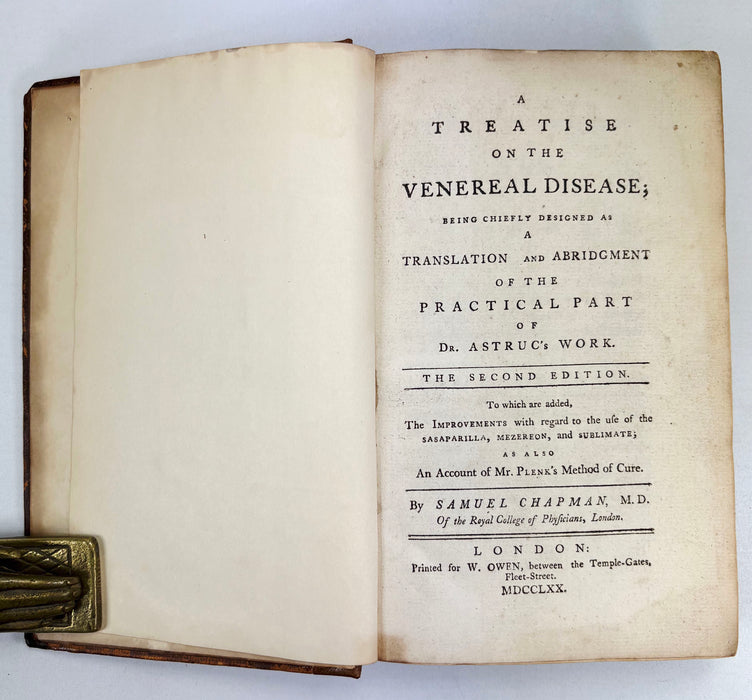 A
TREATISE
ON THE
VENEREAL DISEASE;
BEING CHIEFLY DESIGNED AS
A
TRANSLATION AND ABRIDGMENT
OF THE
PRACTICAL PART
OF
DR. ASTRUC's WORK.
THE SECOND EDITION.
To which are added,
The IMPROVEMENTS with regard to the uſe of the
SASAPARILLA, MEZEREON, and SUBLIMATE;
AS ALSO
An Account of Mr. PLENK's Method of Cure.
By SAMUEL CHAPMAN, M.D.
Of the Royal College of Phyſicians, London.
LONDON:
Printed for W. OWEN, between the Temple-Gates,
Fleet-Street.
MDCCLXX.